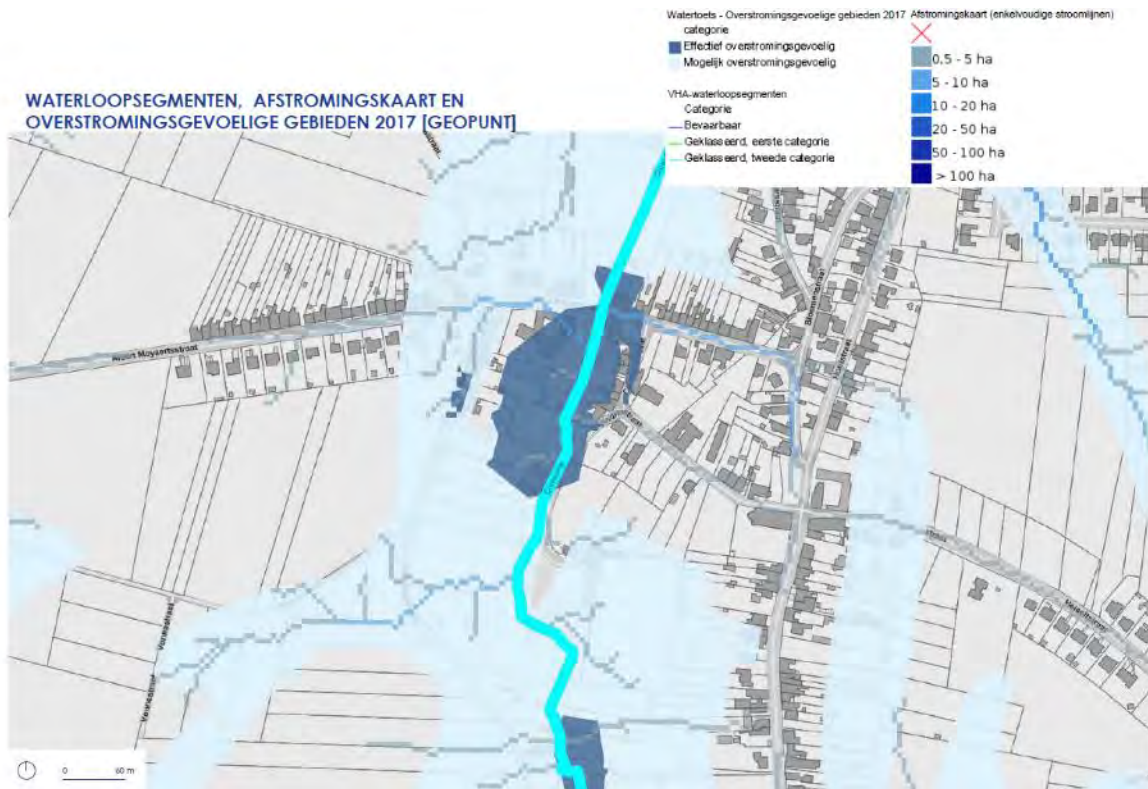 Watertoets - Overstromingsgevoelige gebieden 2017
categorie
Effectief overstromingsgevoelig
Mogelijk overstromingsgevoelig
VHA-waterloopsegmenten
Categorie
Bevaarbaar
Geklasseerd, eerste categorie
Geklasseerd, tweede categorie
Afstromingskaart (enkelvoudige stroomlijnen)
0,5 - 5 ha
5 - 10 ha
10 - 20 ha
20 - 50 ha
50 - 100 ha
> 100 ha
WATERLOOPSEGMENTEN, AFSTROMINGSKAART EN
OVERSTROMINGSGEVOELIGE GEBIEDEN 2017 [GEOPUNT]
0 60 m